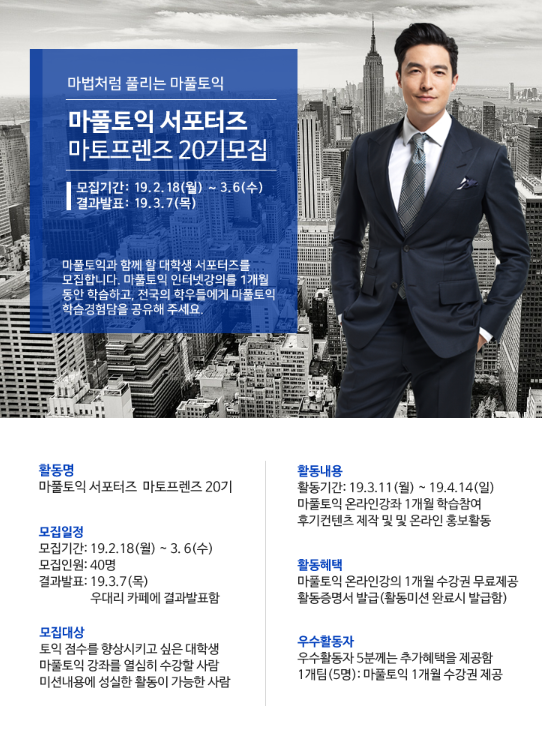 마법처럼 풀리는 마풀토익
마풀토익 서포터즈
마토프렌즈 20기모집
모집기간: 19.2.18(월) ~ 3.6(수)
결과발표: 19.3.7(목)
마풀토익과 함께 할 대학생 서포터즈를
모집합니다. 마풀토익 인터넷강의를 1개월
동안 학습하고, 전국의 학우들에게 마풀토익
학습경험담을 공유해 주세요.
활동명
마풀토익 서포터즈 마토프렌즈 20기
모집일정
모집기간: 19.2.18(월) ~ 3. 6(수)
모집인원: 40명
결과발표: 19.3.7(목)
우대리 카페에 결과발표함
모집대상
토익 점수를 향상시키고 싶은 대학생
마풀토익 강좌를 열심히 수강할 사람
미션내용에 성실한 활동이 가능한 사람
활동내용
활동기간: 19.3.11(월) ~ 19.4.14(일)
마풀토익 온라인강좌 1개월 학습참여
후기컨텐츠 제작 및 및 온라인 홍보활동
활동혜택
마풀토익 온라인강의 1개월 수강권 무료제공
활동증명서 발급(활동미션 완료시 발급함)
우수활동자
우수활동자 5분께는 추가혜택을 제공함
1개팀(5명): 마풀토익 1개월 수강권 제공